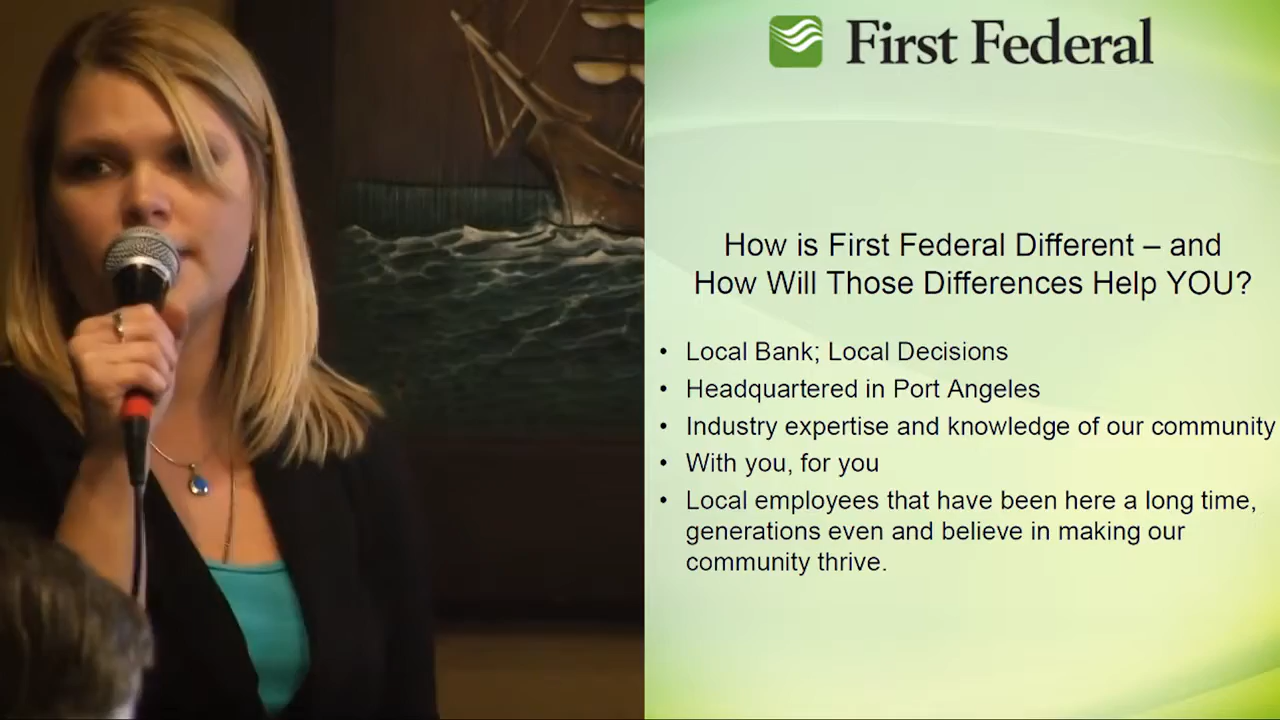 First Federal
How is First Federal Different – and
How Will Those Differences Help YOU?
• Local Bank; Local Decisions
• Headquartered in Port Angeles
• Industry expertise and knowledge of our community
• With you, for you
• Local employees that have been here a long time,
generations even and believe in making our
community thrive.